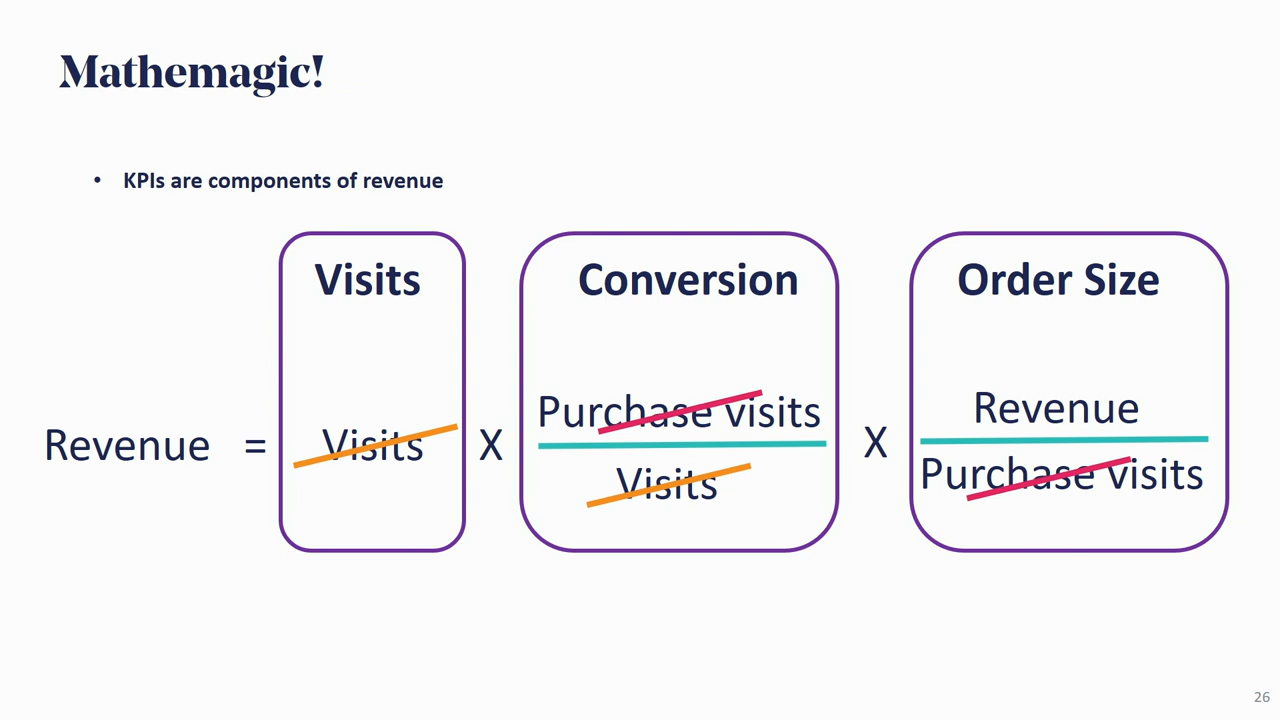 Mathemagic!
• KPIs are components of revenue
Visits
Conversion
Order Size
Revenue = Visits X Purchase visits X Revenue
Visits
Purchase visits
26